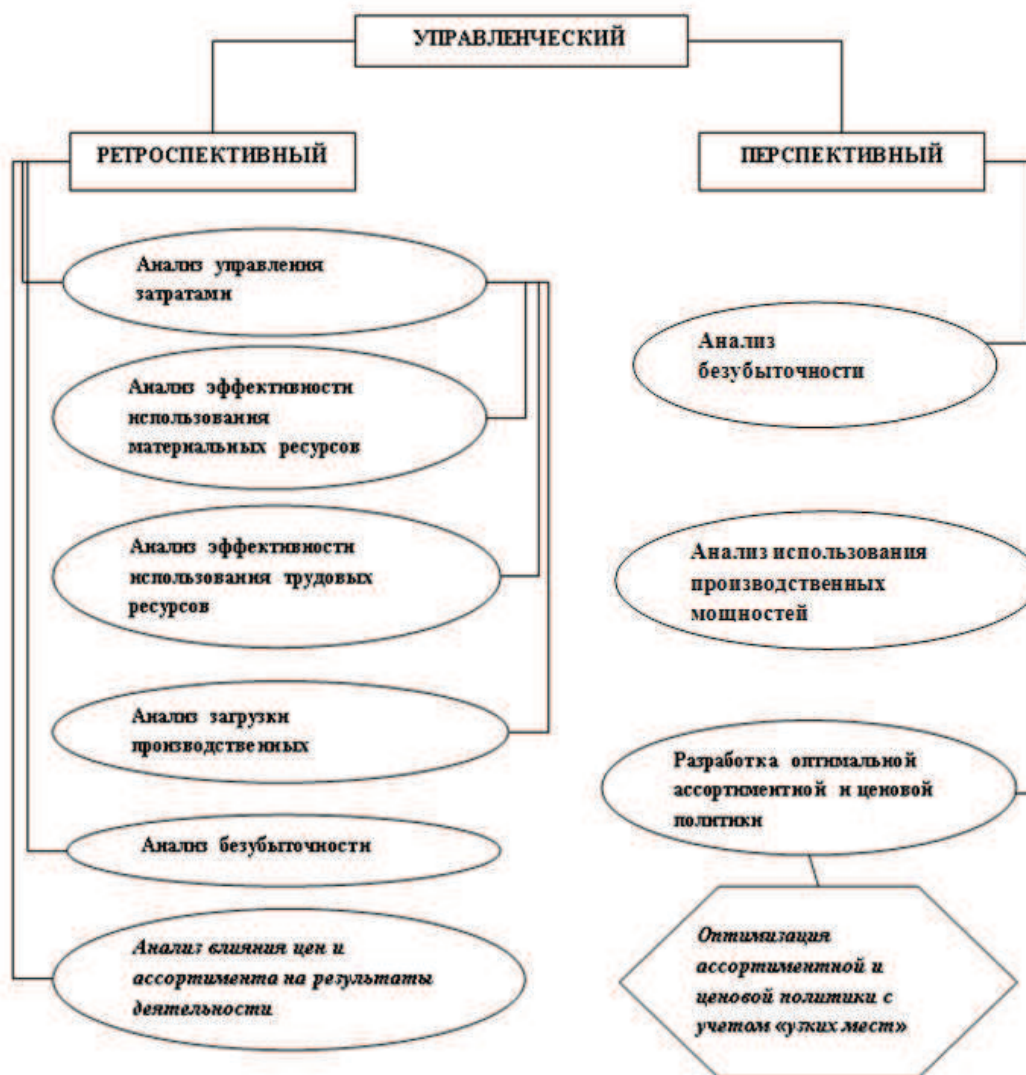 УПРАВЛЕНЧЕСКИЙ
РЕТРОСПЕКТИВНЫЙ
ПЕРСПЕКТИВНЫЙ
Анализ управления
затратами
Анализ эффективности
использования
материальных ресурсов
Анализ эффективности
использования трудовых
ресурсов
Анализ загрузки
производственных
Анализ безубыточности
Анализ влияния цен и
ассортимента на результаты
деятельности
Анализ
безубыточности
Анализ использования
производственных
мощностей
Разработка оптимальной
ассортиментной и ценовой
политики
Оптимизация
ассортиментной и
ценовой политики с
учетом «узких мест»